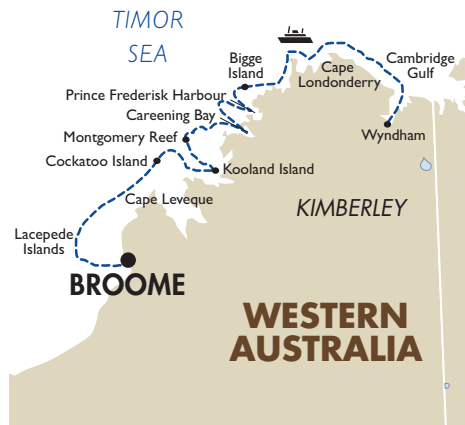 TIMOR
SEA
Bigge
Island
Cape
Londonderry
Cambridge
Gulf
Prince Frederisk Harbour
Careening Bay
Wyndham
Montgomery Reef
Cockatoo Island
Kooland Island
Cape Leveque
KIMBERLEY
Lacepede
Islands
BROOME
WESTERN
AUSTRALIA